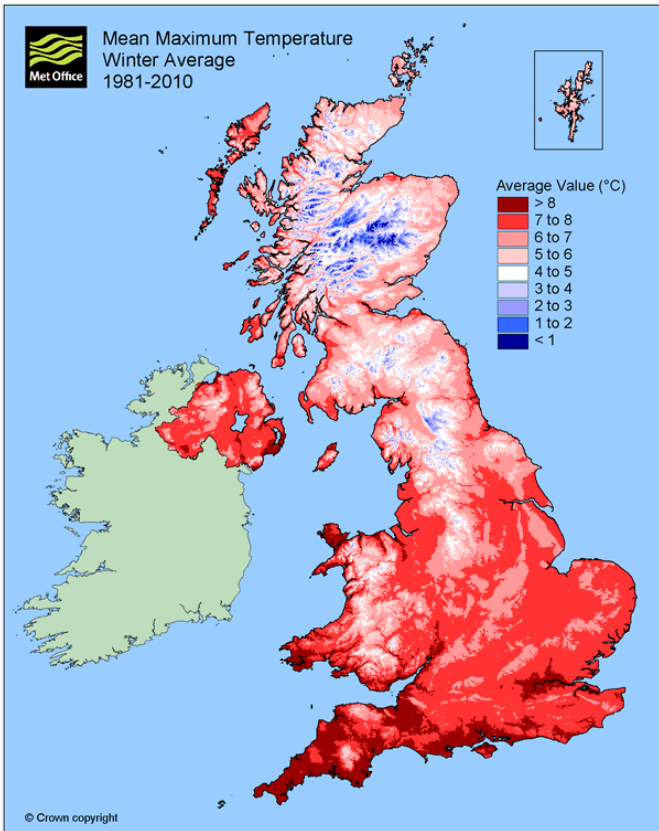 Met Office
Mean Maximum Temperature
Winter Average
1981-2010
Average Value (°C)
> 8
7 to 8
6 to 7
5 to 6
4 to 5
3 to 4
2 to 3
1 to 2
< 1
© Crown copyright